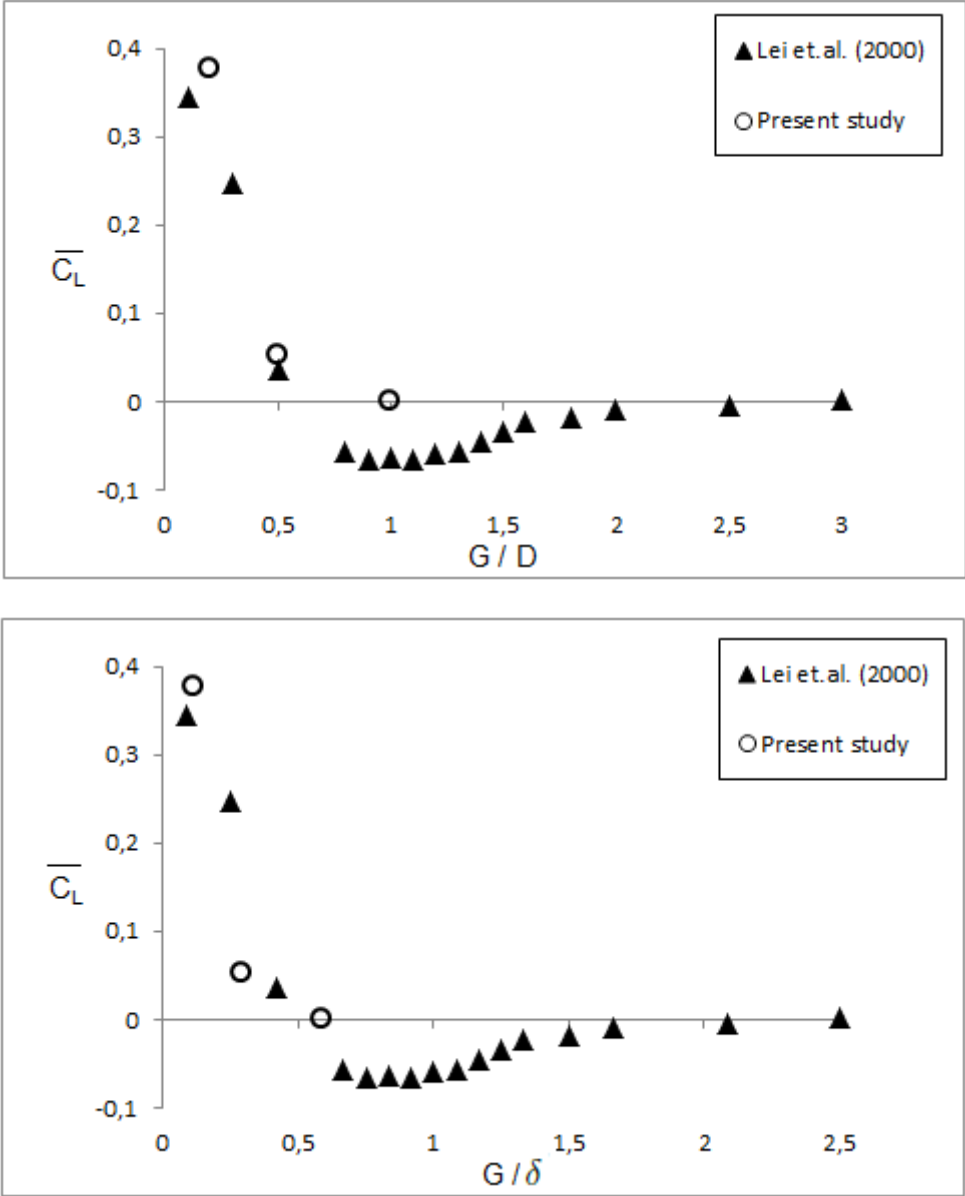 0,4
Lei et.al. (2000)
0,3
Present study
0,2
C_L
0,1
0
-0,1
0 0,5 1 1,5 2 2,5 3
G / D
0,4
Lei et.al. (2000)
0,3
Present study
0,2
C_L
0,1
0
-0,1
0 0,5 1 1,5 2 2,5
G / δ